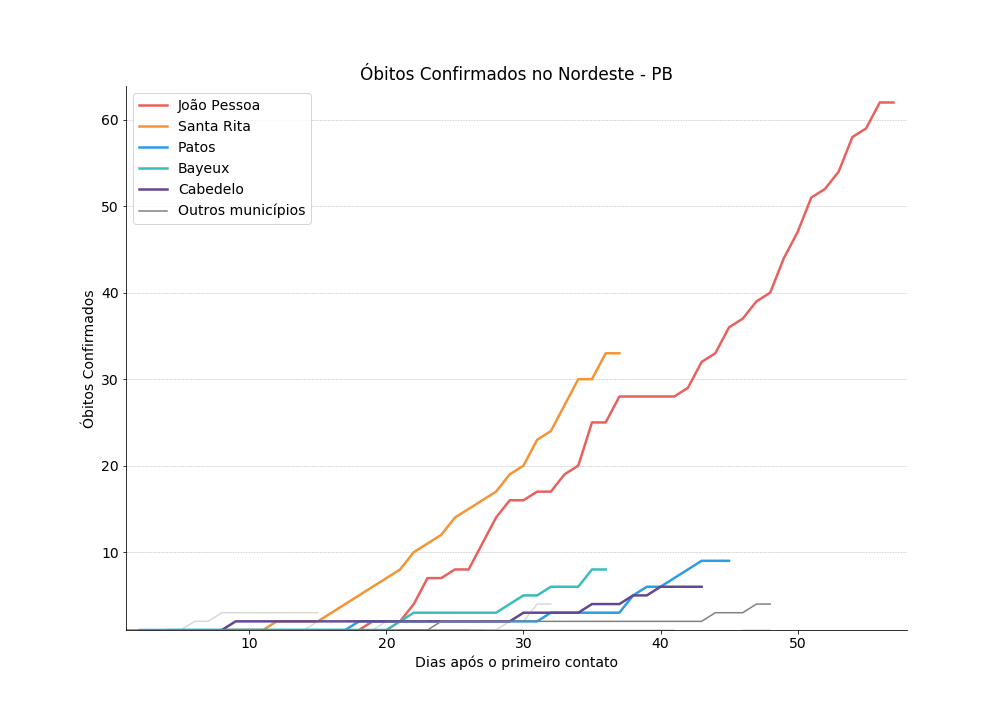 Óbitos Confirmados no Nordeste - PB
João Pessoa
Santa Rita
Patos
Bayeux
Cabedelo
Outros municípios
60
50
40
30
20
10
Óbitos Confirmados
10 20 30 40 50
Dias após o primeiro contato